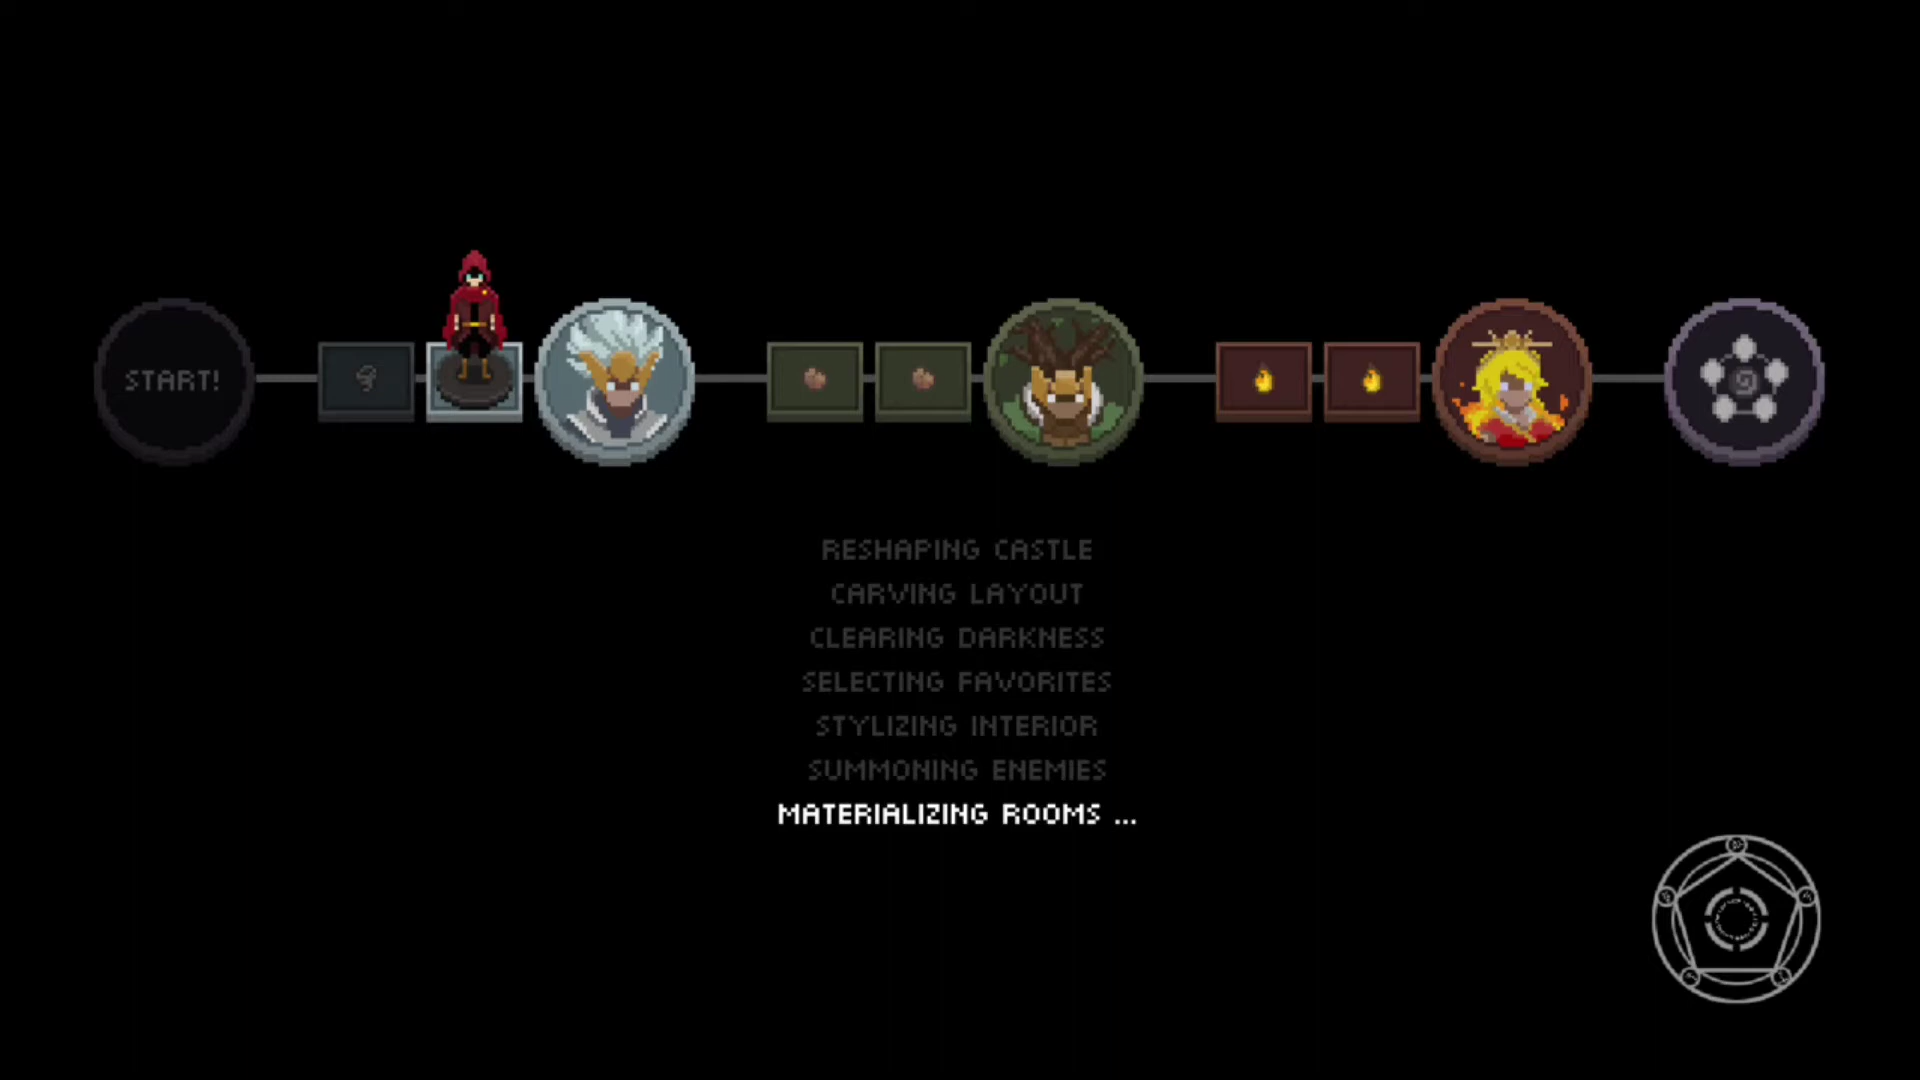 START!
RESHAPING CASTLE
CARVING LAYOUT
CLEARING DARKNESS
SELECTING FAVORITES
STYLIZING INTERIOR
SUMMONING ENEMIES
MATERIALIZING ROOMS ...